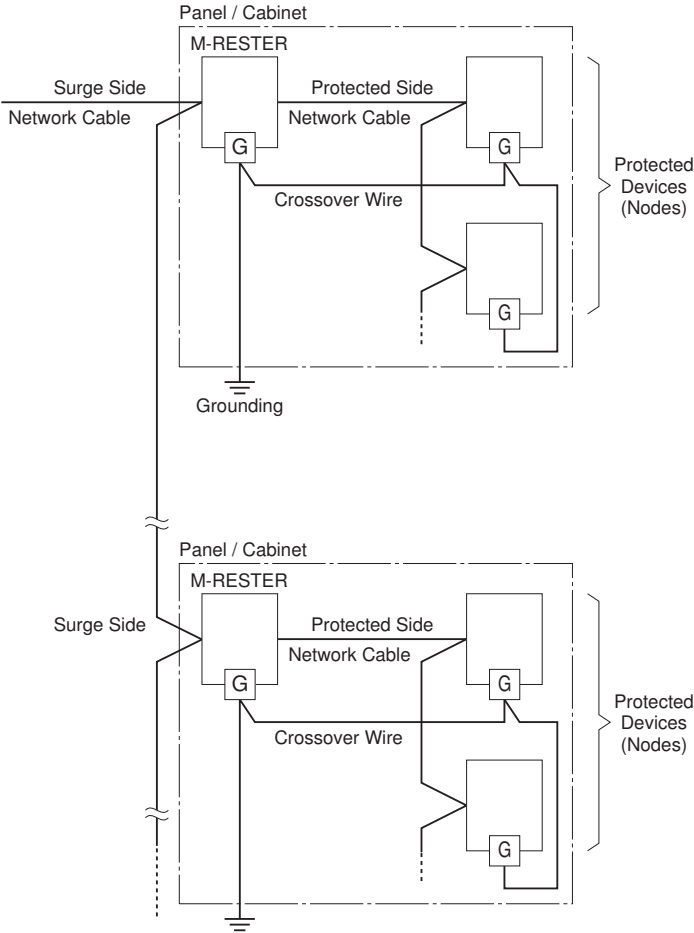 Panel / Cabinet
M-RESTER
Surge Side
Protected Side
Network Cable
Network Cable
G
G
Protected
Devices
(Nodes)
Crossover Wire
G
Grounding
Panel / Cabinet
M-RESTER
Surge Side
Protected Side
Network Cable
G
G
Protected
Devices
(Nodes)
Crossover Wire
G